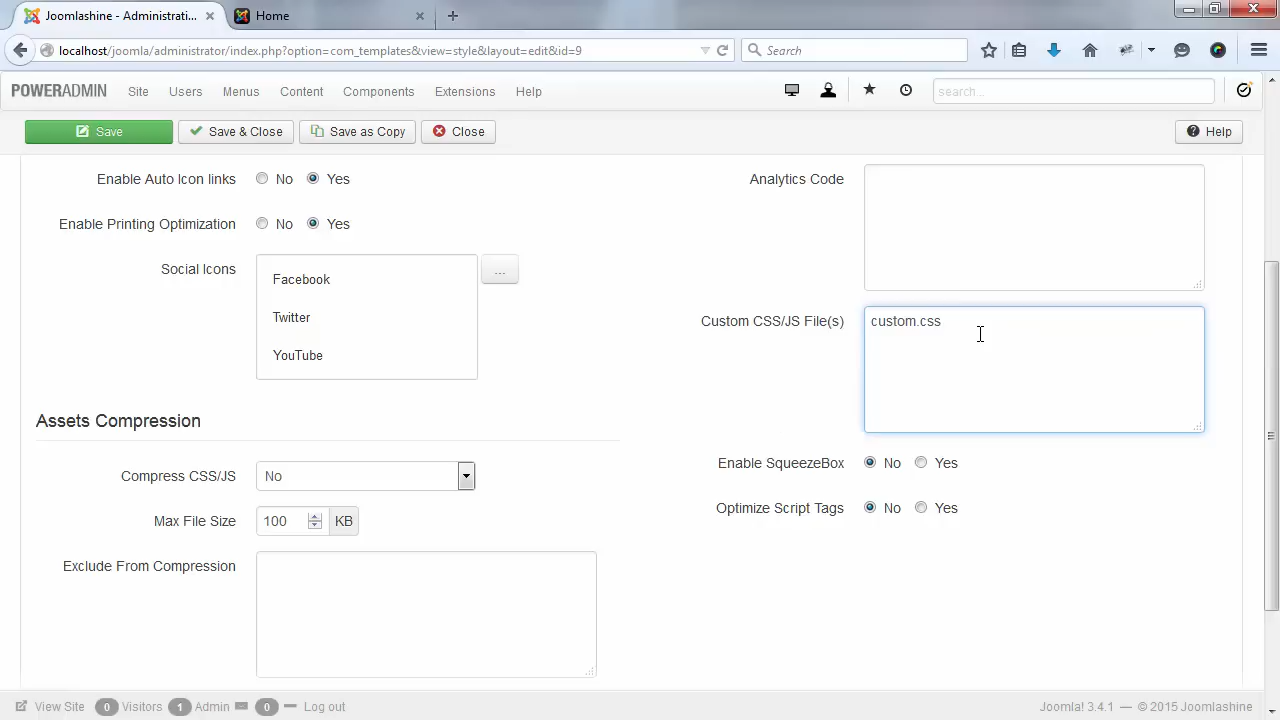 Joomlashine - Administrati...
Home
localhost/joomla/administrator/index.php?option=com_templates&view=style&layout=edit&id=9
Search
POWERADMIN Site Users Menus Content Components Extensions Help
search...
Save
Save & Close
Save as Copy
Close
Help
Enable Auto Icon links No Yes
Analytics Code
Enable Printing Optimization No Yes
Social Icons
Facebook
...
Twitter
YouTube
Custom CSS/JS File(s)
custom.css
Assets Compression
Enable SqueezeBox No Yes
Compress CSS/JS No
Optimize Script Tags No Yes
Max File Size 100 KB
Exclude From Compression
View Site 0 Visitors 1 Admin 0 Log out
Joomla! 3.4.1 — © 2015 Joomlashine